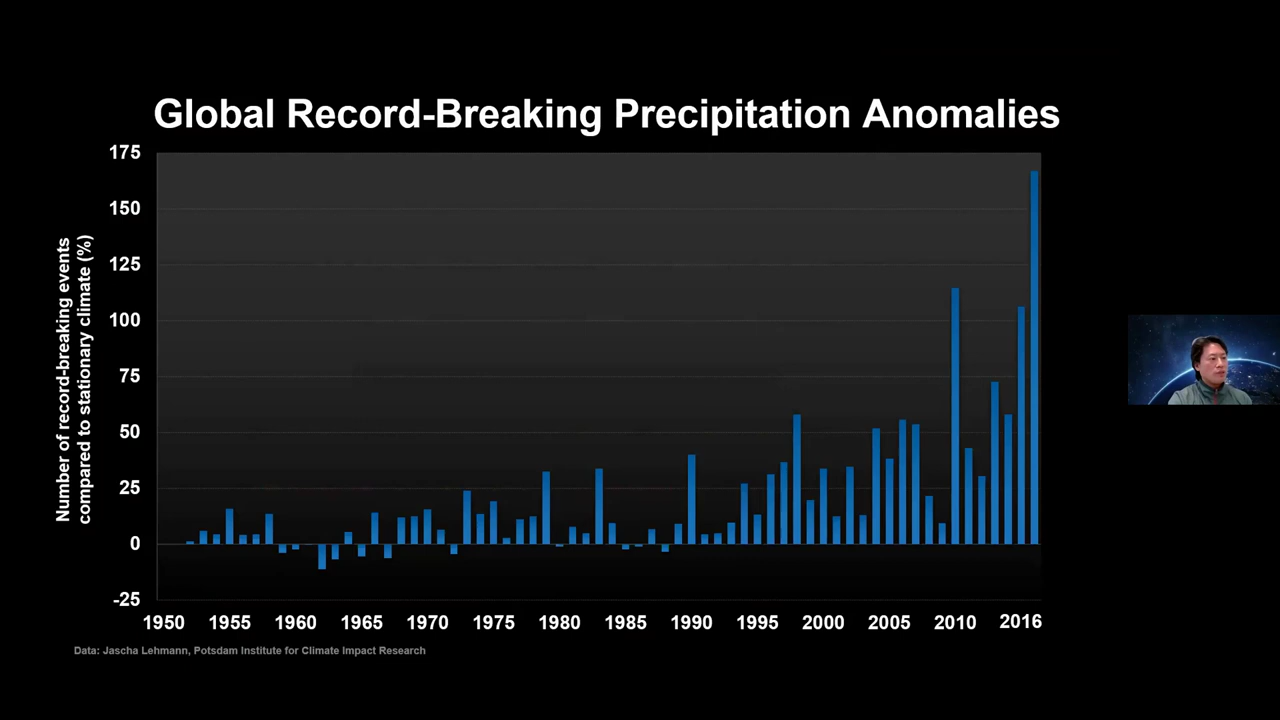 Global Record-Breaking Precipitation Anomalies
175
150
125
100
75
50
25
0
-25
Number of record-breaking events
compared to stationary climate (%)
1950 1955 1960 1965 1970 1975 1980 1985 1990 1995 2000 2005 2010 2016
Data: Jascha Lehmann, Potsdam Institute for Climate Impact Research